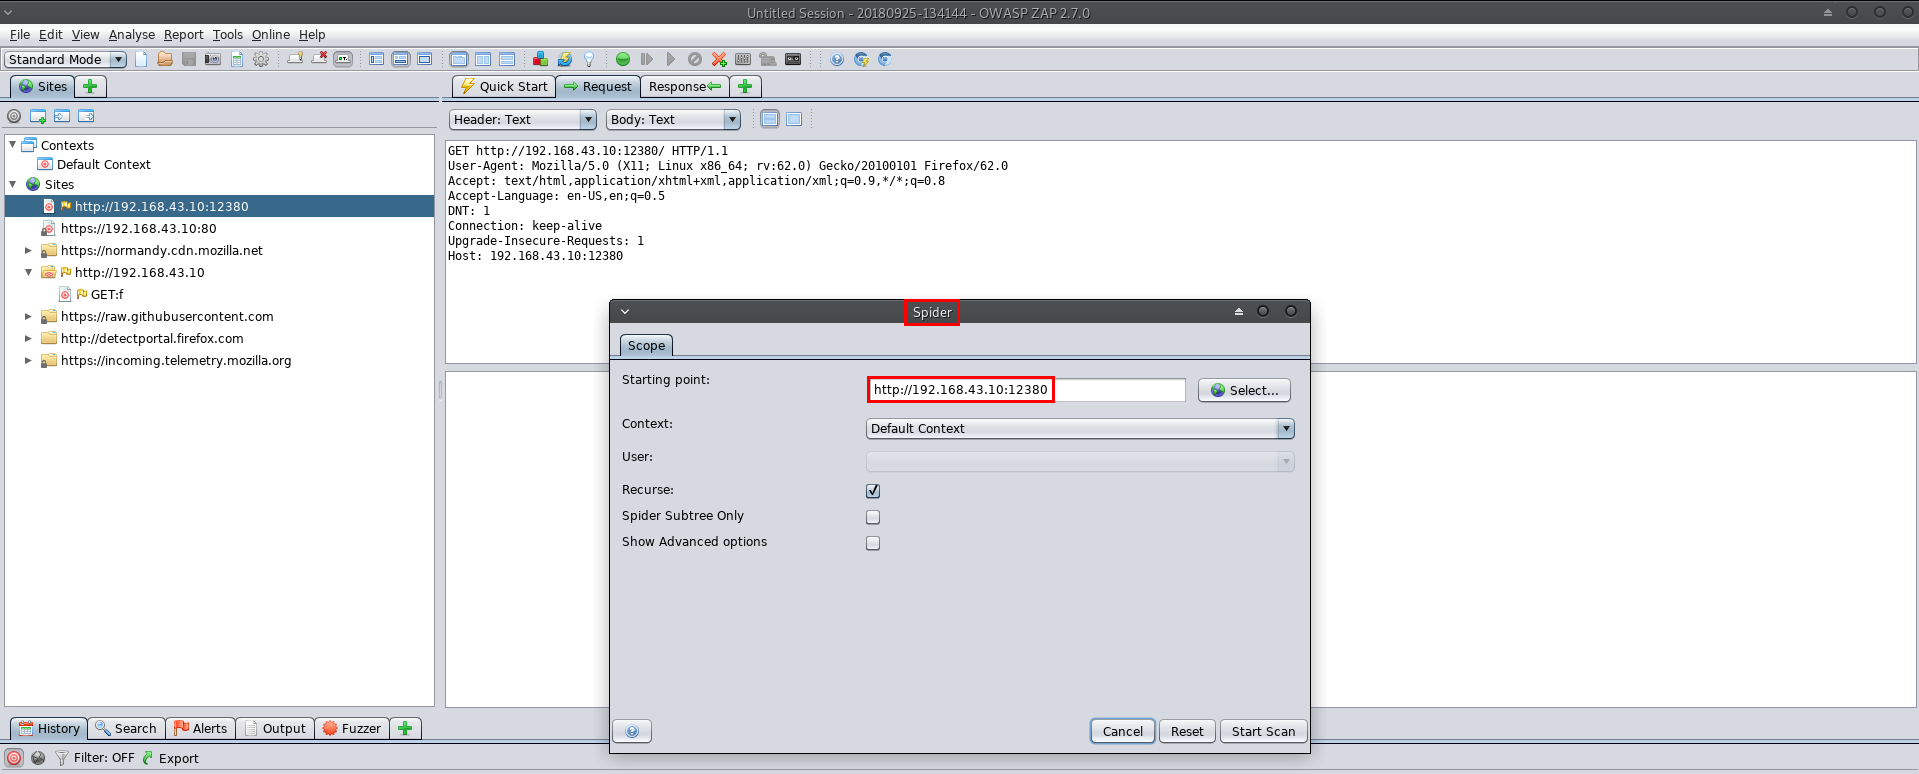 Untitled Session - 20180925-134144 - OWASP ZAP 2.7.0
File Edit View Analyse Report Tools Online Help
Standard Mode
Sites
Quick Start Request Response
Header: Text Body: Text
Contexts
Default Context
Sites
http://192.168.43.10:12380
https://192.168.43.10:80
https://normandy.cdn.mozilla.net
http://192.168.43.10
GET:f
https://raw.githubusercontent.com
http://detectportal.firefox.com
https://incoming.telemetry.mozilla.org
GET http://192.168.43.10:12380/ HTTP/1.1
User-Agent: Mozilla/5.0 (X11; Linux x86_64; rv:62.0) Gecko/20100101 Firefox/62.0
Accept: text/html,application/xhtml+xml,application/xml;q=0.9,*/*;q=0.8
Accept-Language: en-US,en;q=0.5
DNT: 1
Connection: keep-alive
Upgrade-Insecure-Requests: 1
Host: 192.168.43.10:12380
Spider
Scope
Starting point: http://192.168.43.10:12380 Select...
Context: Default Context
User:
Recurse:
Spider Subtree Only
Show Advanced options
Cancel Reset Start Scan
History Search Alerts Output Fuzzer
Filter: OFF Export